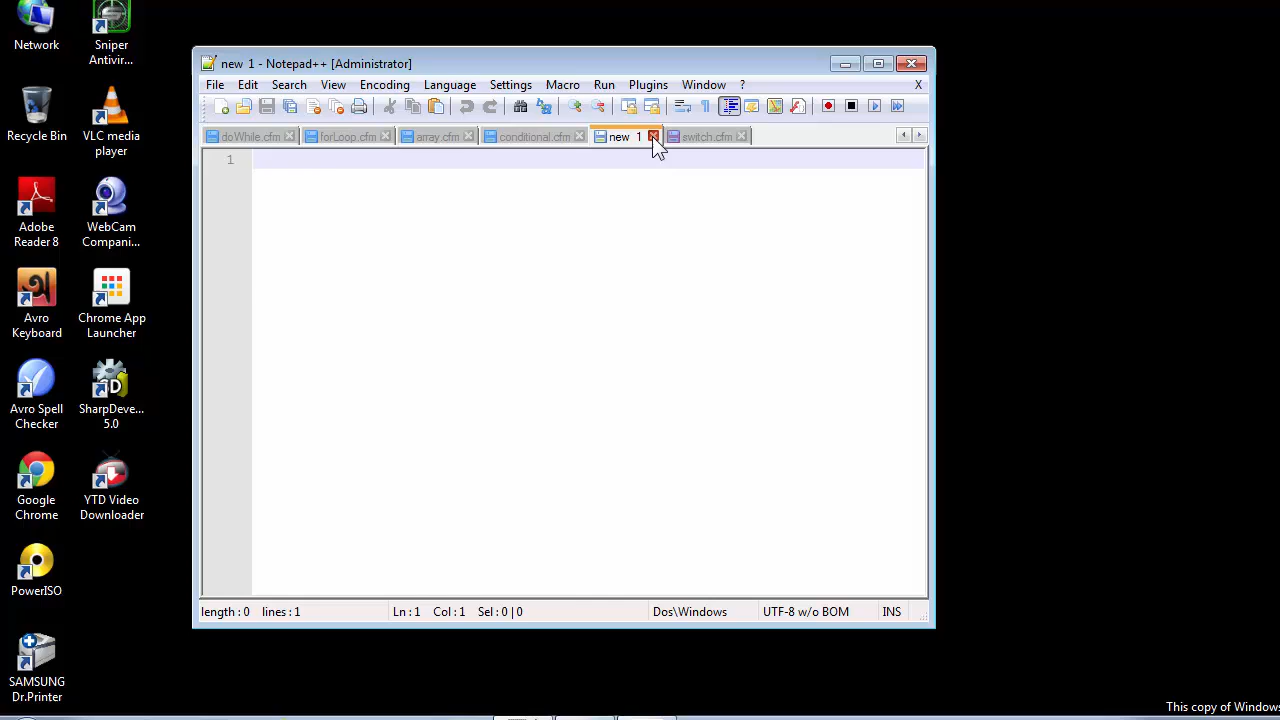 Network
Sniper
Antivir...
Recycle Bin
VLC media
player
Adobe
Reader 8
WebCam
Compani...
Avro
Keyboard
Chrome App
Launcher
Avro Spell
Checker
SharpDeve...
5.0
Google
Chrome
YTD Video
Downloader
PowerISO
SAMSUNG
Dr.Printer
new 1 - Notepad++ [Administrator]
File Edit Search View Encoding Language Settings Macro Run Plugins Window ? X
doWhile.cfm forLoop.cfm array.cfm conditional.cfm new 1 switch.cfm
1
length : 0 lines : 1 Ln : 1 Col : 1 Sel : 0 | 0 Dos\Windows UTF-8 w/o BOM INS
This copy of Windows